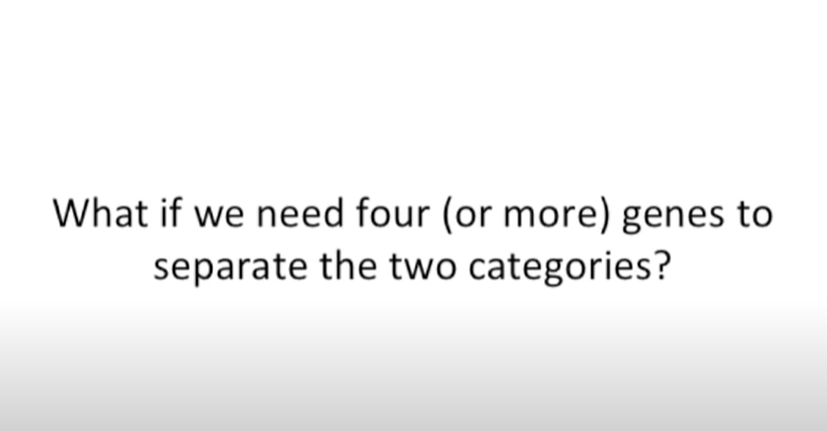 What if we need four (or more) genes to
separate the two categories?